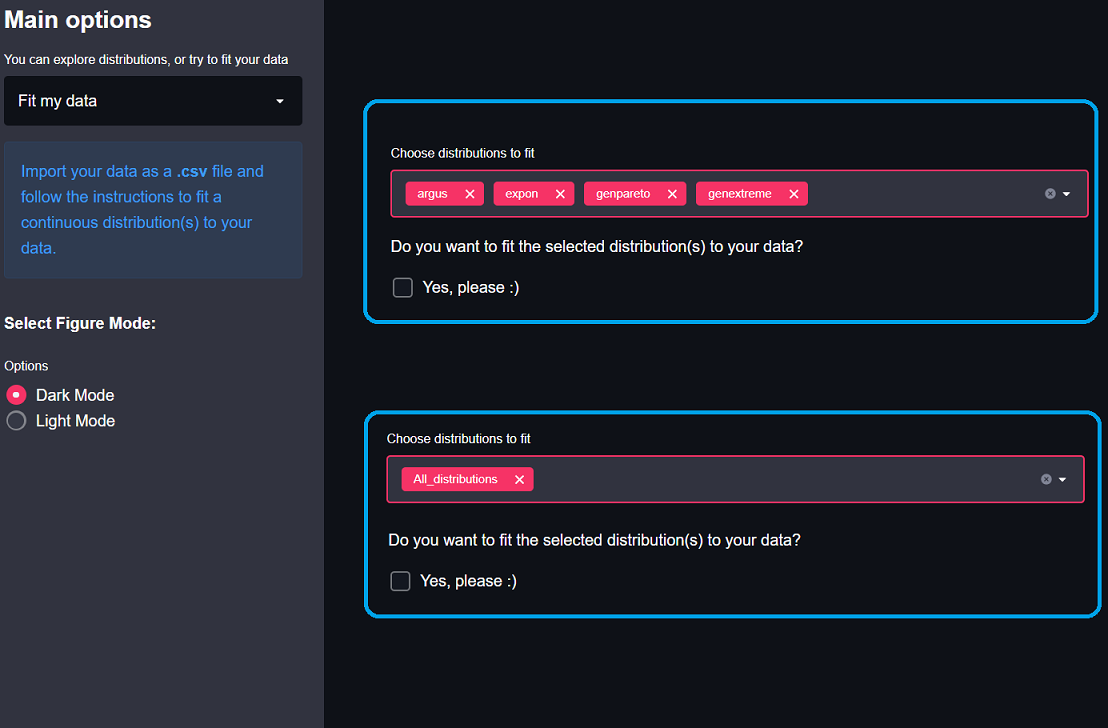 Main options
You can explore distributions, or try to fit your data
Fit my data
Import your data as a .csv file and
follow the instructions to fit a
continuous distribution(s) to your
data.
Select Figure Mode:
Options
Dark Mode
Light Mode
Choose distributions to fit
argus expon genpareto genextreme
Do you want to fit the selected distribution(s) to your data?
Yes, please :)
Choose distributions to fit
All_distributions
Do you want to fit the selected distribution(s) to your data?
Yes, please :)